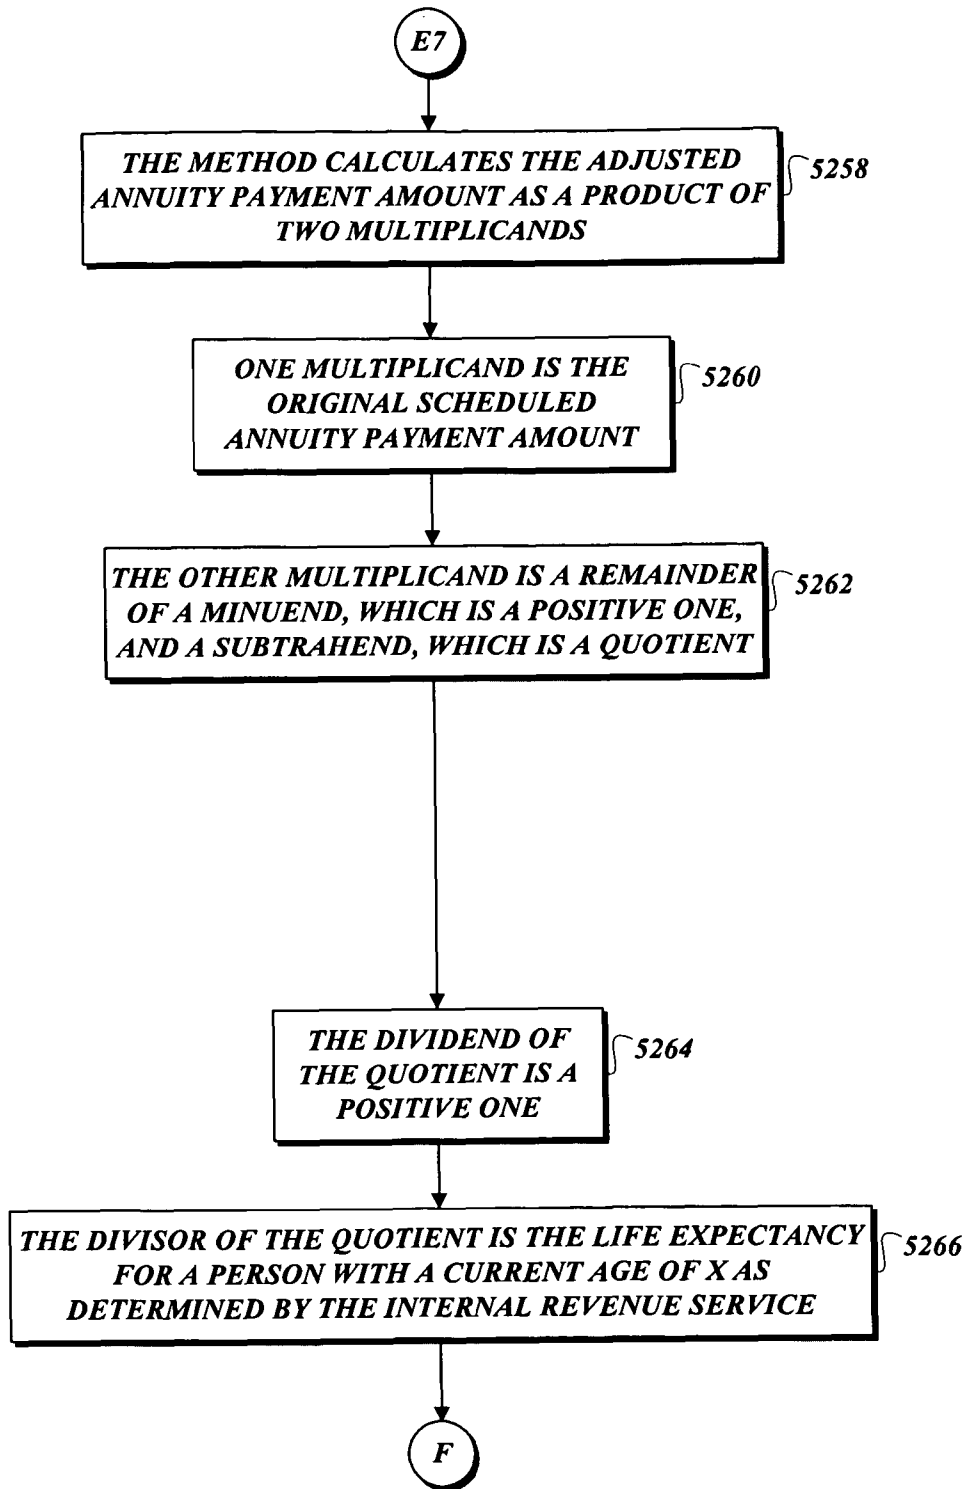 E7
THE METHOD CALCULATES THE ADJUSTED
ANNUITY PAYMENT AMOUNT AS A PRODUCT OF
TWO MULTIPLICANDS
5258
ONE MULTIPLICAND IS THE
ORIGINAL SCHEDULED
ANNUITY PAYMENT AMOUNT
5260
THE OTHER MULTIPLICAND IS A REMAINDER
OF A MINUEND, WHICH IS A POSITIVE ONE,
AND A SUBTRAHEND, WHICH IS A QUOTIENT
5262
THE DIVIDEND OF
THE QUOTIENT IS A
POSITIVE ONE
5264
THE DIVISOR OF THE QUOTIENT IS THE LIFE EXPECTANCY
FOR A PERSON WITH A CURRENT AGE OF X AS
DETERMINED BY THE INTERNAL REVENUE SERVICE
5266
F